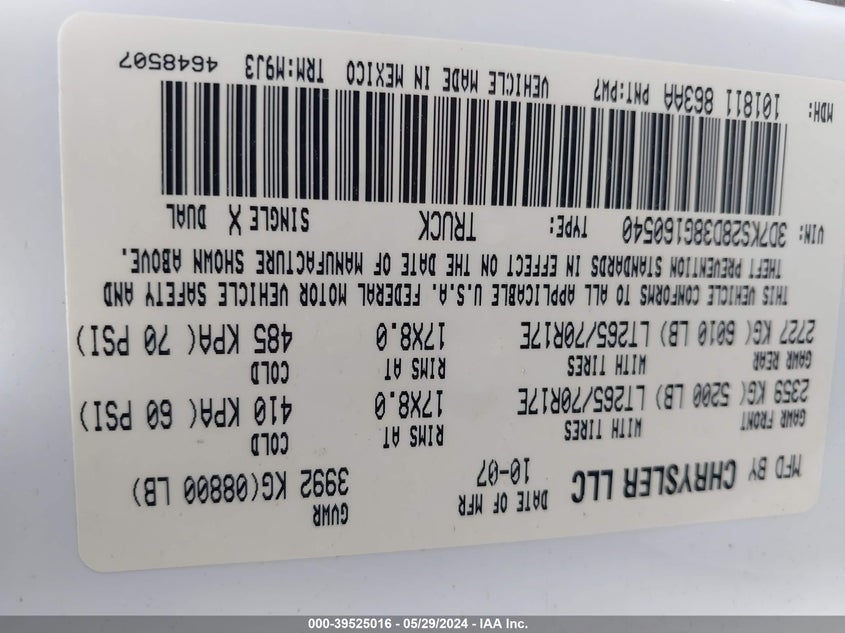 MFD BY CHRYSLER LLC DATE OF MFR 10-07 GVWR 3992 KG(08800 LB)
GAWR FRONT WITH TIRES RIMS AT COLD
2359 KG( 5200 LB) LT265/70R17E 17X8.0 410 KPA( 60 PSI)
GAWR REAR WITH TIRES RIMS AT COLD
2727 KG( 6010 LB) LT265/70R17E 17X8.0 485 KPA( 70 PSI)
THIS VEHICLE CONFORMS TO ALL APPLICABLE U.S.A. FEDERAL MOTOR VEHICLE SAFETY AND
THEFT PREVENTION STANDARDS IN EFFECT ON THE DATE OF MANUFACTURE SHOWN ABOVE.
VIN: 3D7KS28D38G160540 TYPE: TRUCK SINGLE X DUAL
MDH: 101811 863AA PNT:PW7 VEHICLE MADE IN MEXICO TRM:M9J3 4648507
000-39525016 - 05/29/2024 - IAA Inc.